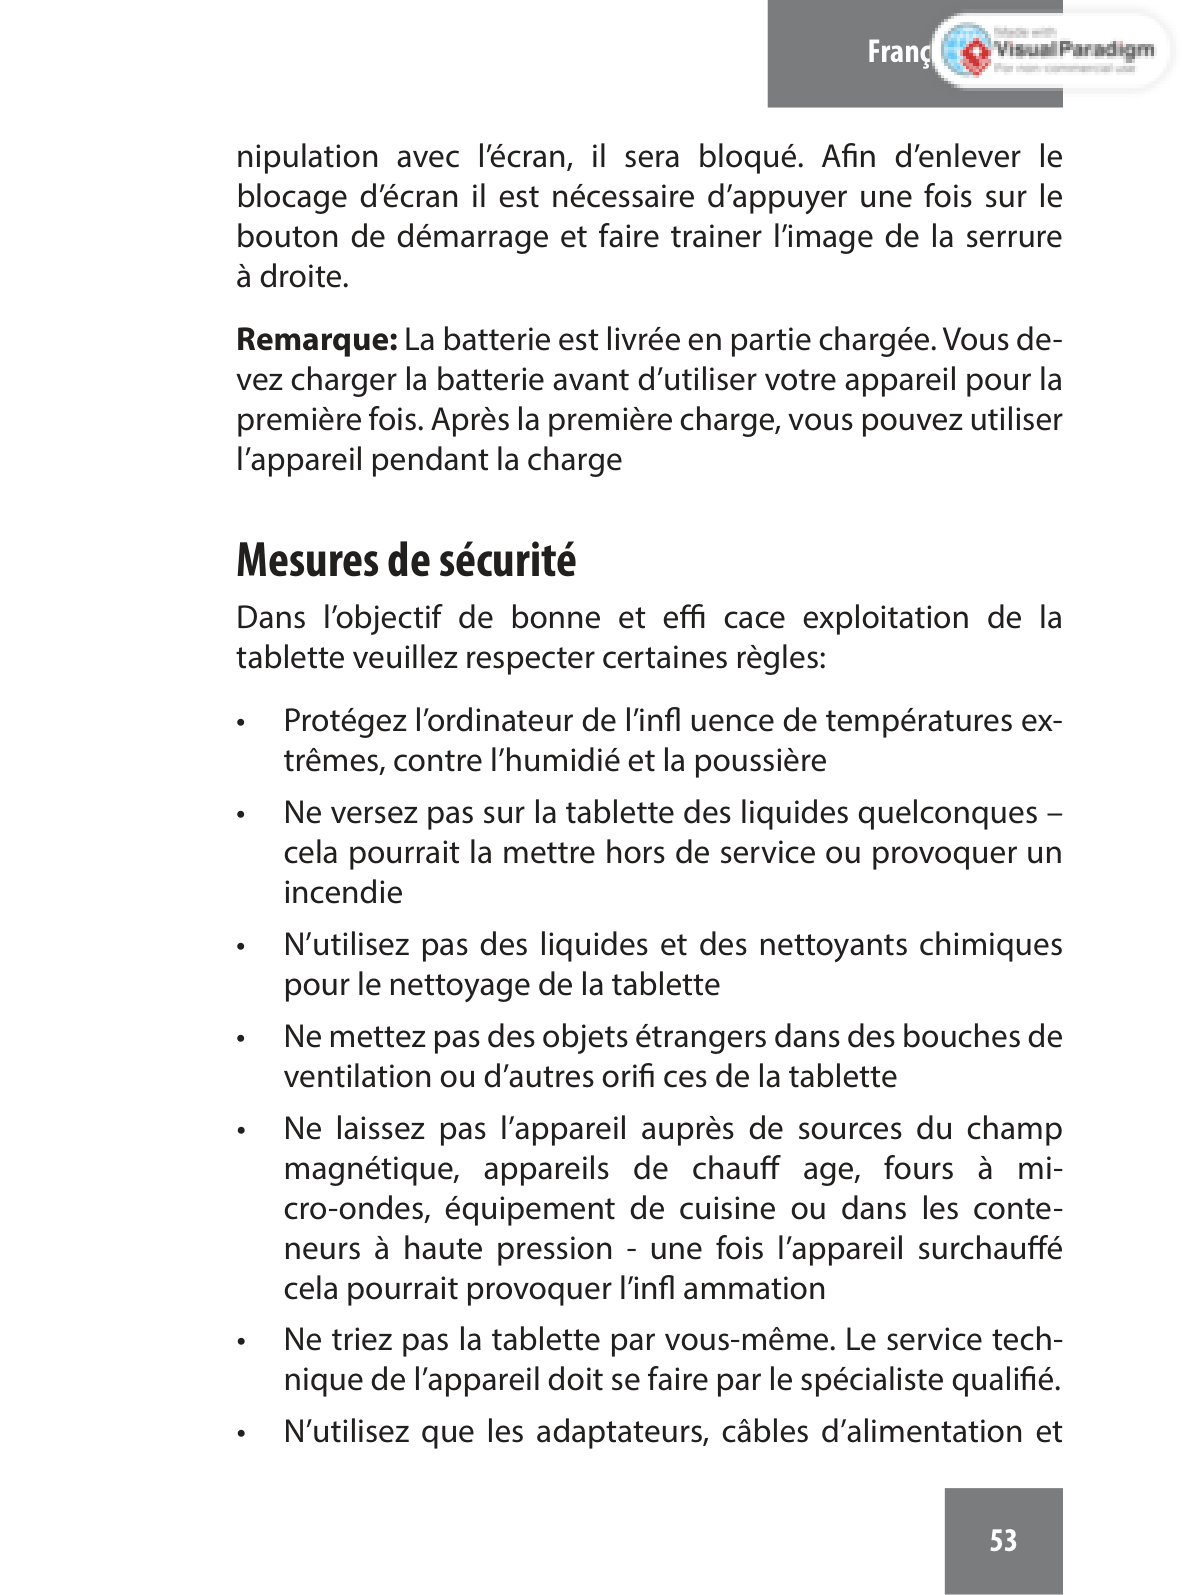 Franç
Made with
Visual Paradigm
For non-commercial use
nipulation avec l’écran, il sera bloqué. Afin d’enlever le
blocage d’écran il est nécessaire d’appuyer une fois sur le
bouton de démarrage et faire trainer l’image de la serrure
à droite.
Remarque: La batterie est livrée en partie chargée. Vous de-
vez charger la batterie avant d’utiliser votre appareil pour la
première fois. Après la première charge, vous pouvez utiliser
l’appareil pendant la charge
Mesures de sécurité
Dans l’objectif de bonne et effi cace exploitation de la
tablette veuillez respecter certaines règles:
• Protégez l’ordinateur de l’infl uence de températures ex-
trêmes, contre l’humidié et la poussière
• Ne versez pas sur la tablette des liquides quelconques –
cela pourrait la mettre hors de service ou provoquer un
incendie
• N’utilisez pas des liquides et des nettoyants chimiques
pour le nettoyage de la tablette
• Ne mettez pas des objets étrangers dans des bouches de
ventilation ou d’autres orifi ces de la tablette
• Ne laissez pas l’appareil auprès de sources du champ
magnétique, appareils de chauff age, fours à mi-
cro-ondes, équipement de cuisine ou dans les conte-
neurs à haute pression - une fois l’appareil surchauffé
cela pourrait provoquer l’infl ammation
• Ne triez pas la tablette par vous-même. Le service tech-
nique de l’appareil doit se faire par le spécialiste qualifié.
• N’utilisez que les adaptateurs, câbles d’alimentation et
53